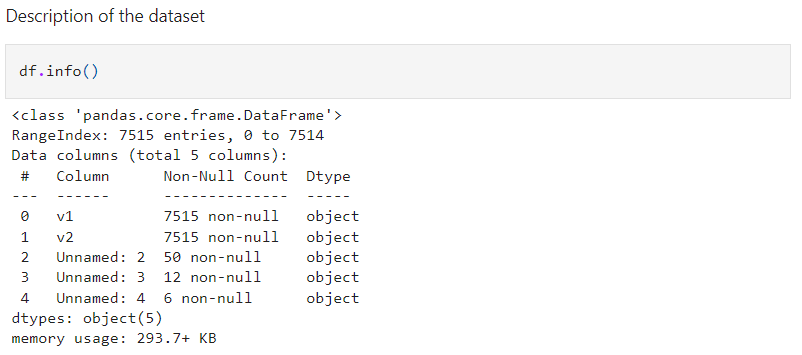 Description of the dataset
df.info()
<class 'pandas.core.frame.DataFrame'>
RangeIndex: 7515 entries, 0 to 7514
Data columns (total 5 columns):
 #   Column      Non-Null Count  Dtype
---  ------      --------------  -----
 0   v1          7515 non-null   object
 1   v2          7515 non-null   object
 2   Unnamed: 2  50 non-null     object
 3   Unnamed: 3  12 non-null     object
 4   Unnamed: 4  6 non-null      object
dtypes: object(5)
memory usage: 293.7+ KB